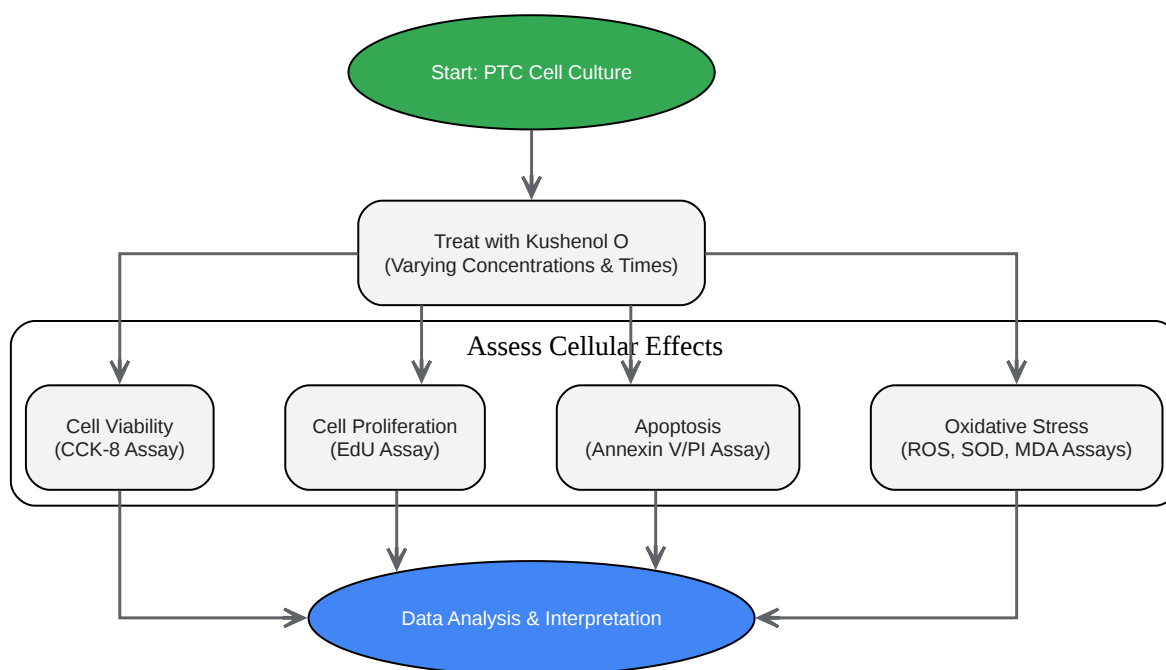 Start: PTC Cell Culture
Treat with Kushenol O
(Varying Concentrations & Times)
Assess Cellular Effects
Cell Viability
(CCK-8 Assay)
Cell Proliferation
(EdU Assay)
Apoptosis
(Annexin V/PI Assay)
Oxidative Stress
(ROS, SOD, MDA Assays)
Data Analysis & Interpretation